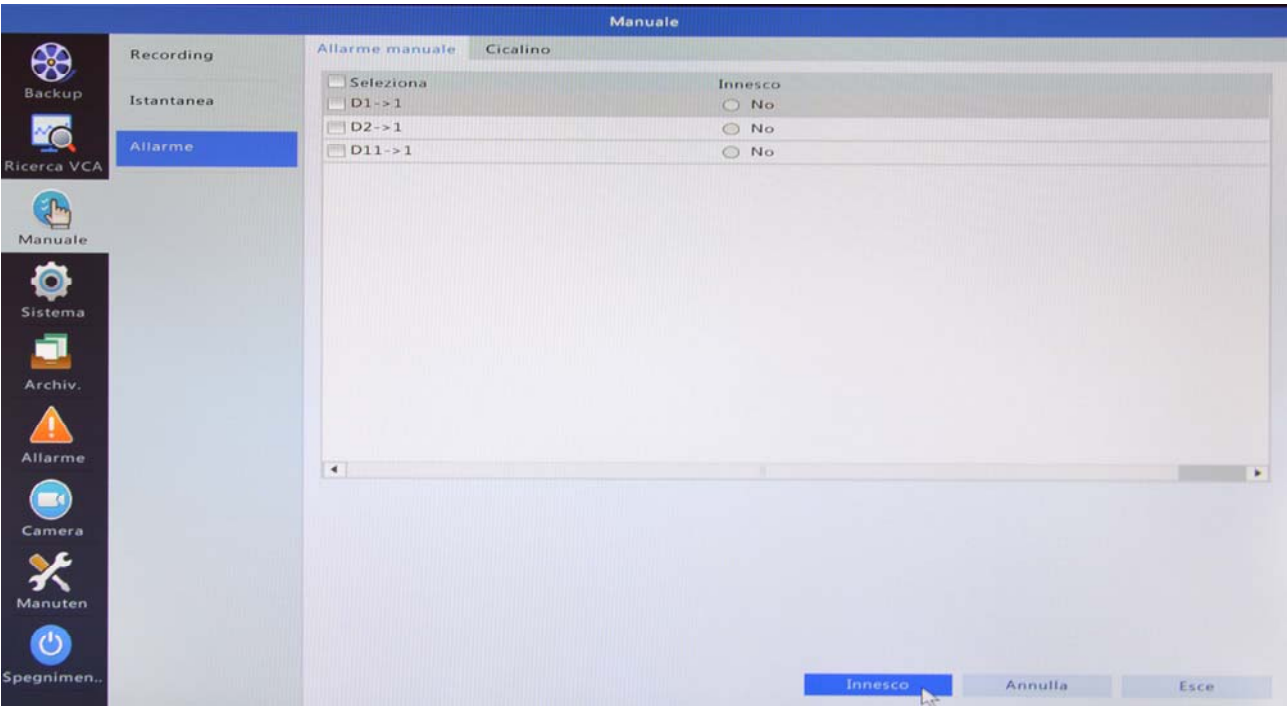 Manuale
Backup
Ricerca VCA
Manuale
Sistema
Archiv.
Allarme
Camera
Manuten
Spegnimen..
Recording
Istantanea
Allarme
Allarme manuale Cicalino
Seleziona Innesco
D1->1 No
D2->1 No
D11->1 No
Innesco Annulla Esce